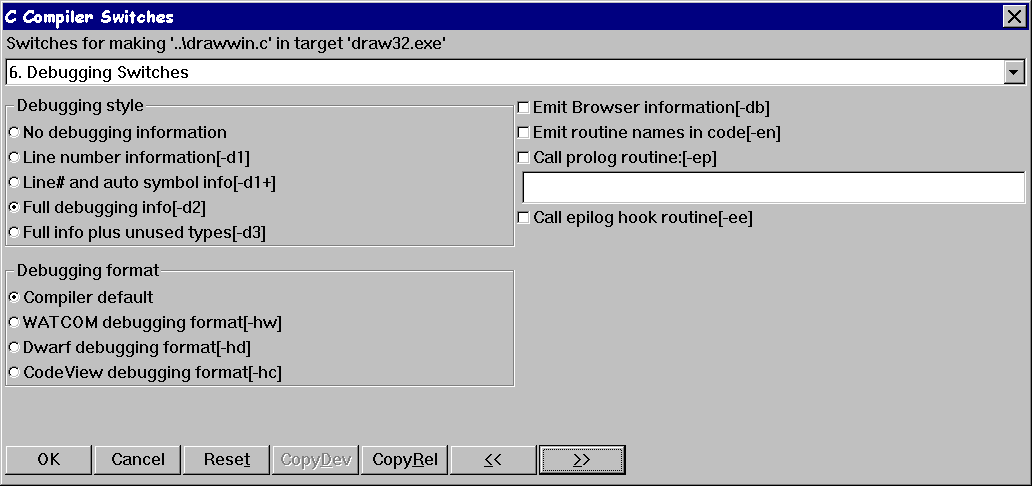 C Compiler Switches
Switches for making '..\drawwin.c' in target 'draw32.exe'
6. Debugging Switches
Debugging style
No debugging information
Line number information[-d1]
Line# and auto symbol info[-d1+]
Full debugging info[-d2]
Full info plus unused types[-d3]
Debugging format
Compiler default
WATCOM debugging format[-hw]
Dwarf debugging format[-hd]
CodeView debugging format[-hc]
Emit Browser information[-db]
Emit routine names in code[-en]
Call prolog routine:[-ep]
Call epilog hook routine[-ee]
OK Cancel Reset CopyDev CopyRel << >>